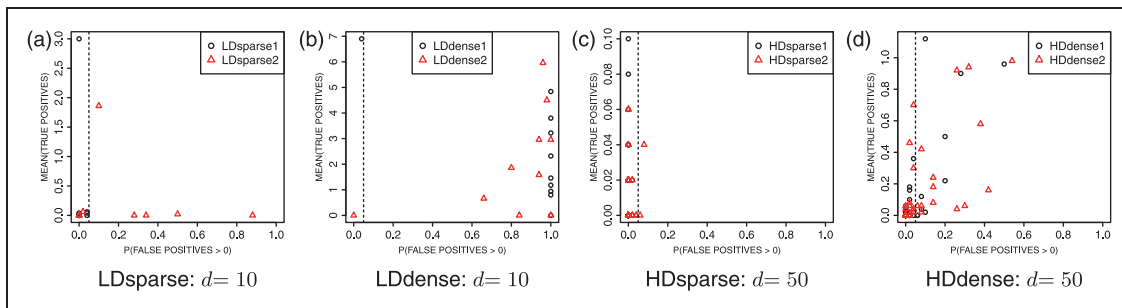 (a)
LDsparse1
LDsparse2
MEAN(TRUE POSITIVES)
3.0
2.5
2.0
1.5
1.0
0.5
0.0
0.0 0.2 0.4 0.6 0.8 1.0
P(FALSE POSITIVES > 0)
LDsparse: d= 10
(b)
LDdense1
LDdense2
MEAN(TRUE POSITIVES)
7
6
5
4
3
2
1
0
0.0 0.2 0.4 0.6 0.8 1.0
P(FALSE POSITIVES > 0)
LDdense: d= 10
(c)
HDsparse1
HDsparse2
MEAN(TRUE POSITIVES)
0.10
0.08
0.06
0.04
0.02
0.00
0.0 0.2 0.4 0.6 0.8 1.0
P(FALSE POSITIVES > 0)
HDsparse: d= 50
(d)
HDdense1
HDdense2
MEAN(TRUE POSITIVES)
1.0
0.8
0.6
0.4
0.2
0.0
0.0 0.2 0.4 0.6 0.8 1.0
P(FALSE POSITIVES > 0)
HDdense: d= 50